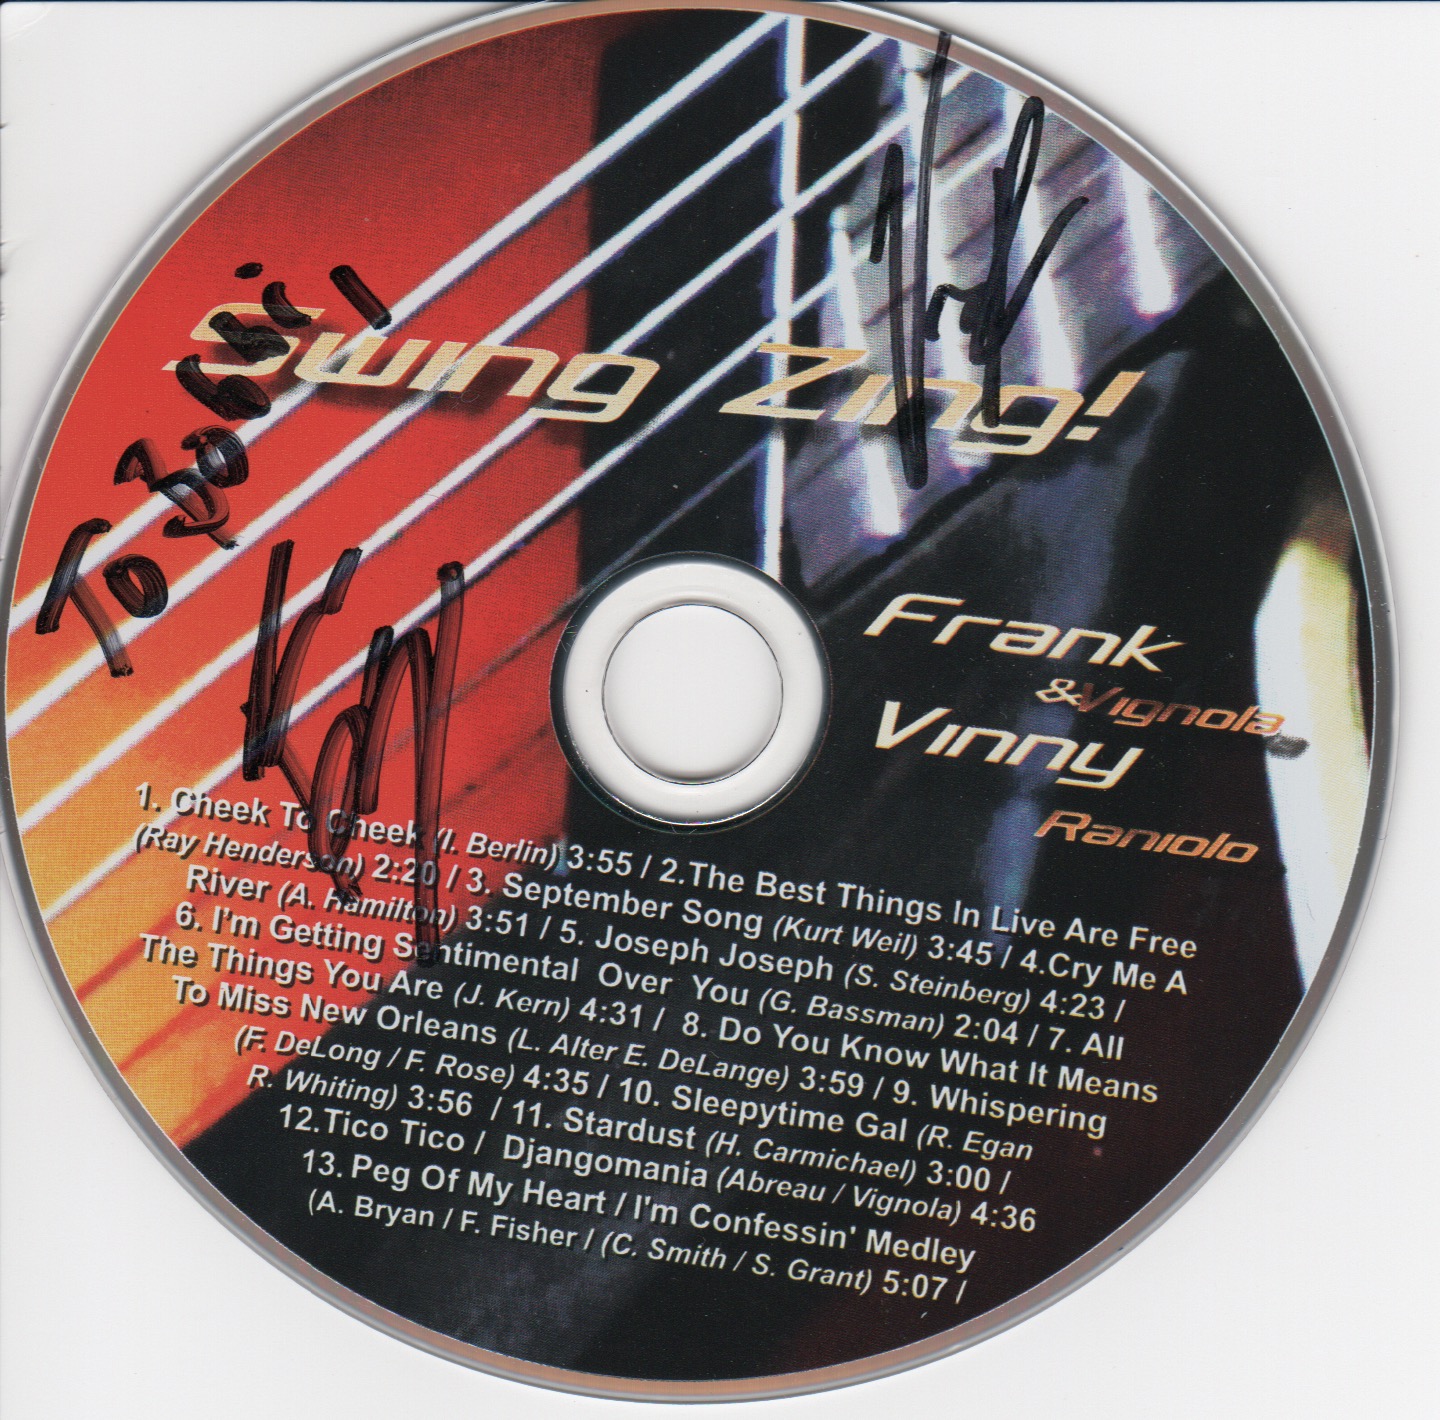 Swing Zing!
To Bobbi
Frank
&Vignola
Vinny
Raniolo
1. Cheek To Cheek (I. Berlin) 3:55 / 2.The Best Things In Live Are Free
(Ray Henderson) 2:20 / 3. September Song (Kurt Weil) 3:45 / 4.Cry Me A
River (A. Hamilton) 3:51 / 5. Joseph Joseph (S. Steinberg) 4:23 /
6. I'm Getting Sentimental Over You (G. Bassman) 2:04 / 7. All
The Things You Are (J. Kern) 4:31 / 8. Do You Know What It Means
To Miss New Orleans (L. Alter E. DeLange) 3:59 / 9. Whispering
(F. DeLong / F. Rose) 4:35 / 10. Sleepytime Gal (R. Egan
R. Whiting) 3:56 / 11. Stardust (H. Carmichael) 3:00 /
12.Tico Tico / Djangomania (Abreau / Vignola) 4:36
13. Peg Of My Heart / I'm Confessin' Medley
(A. Bryan / F. Fisher / (C. Smith / S. Grant) 5:07 /